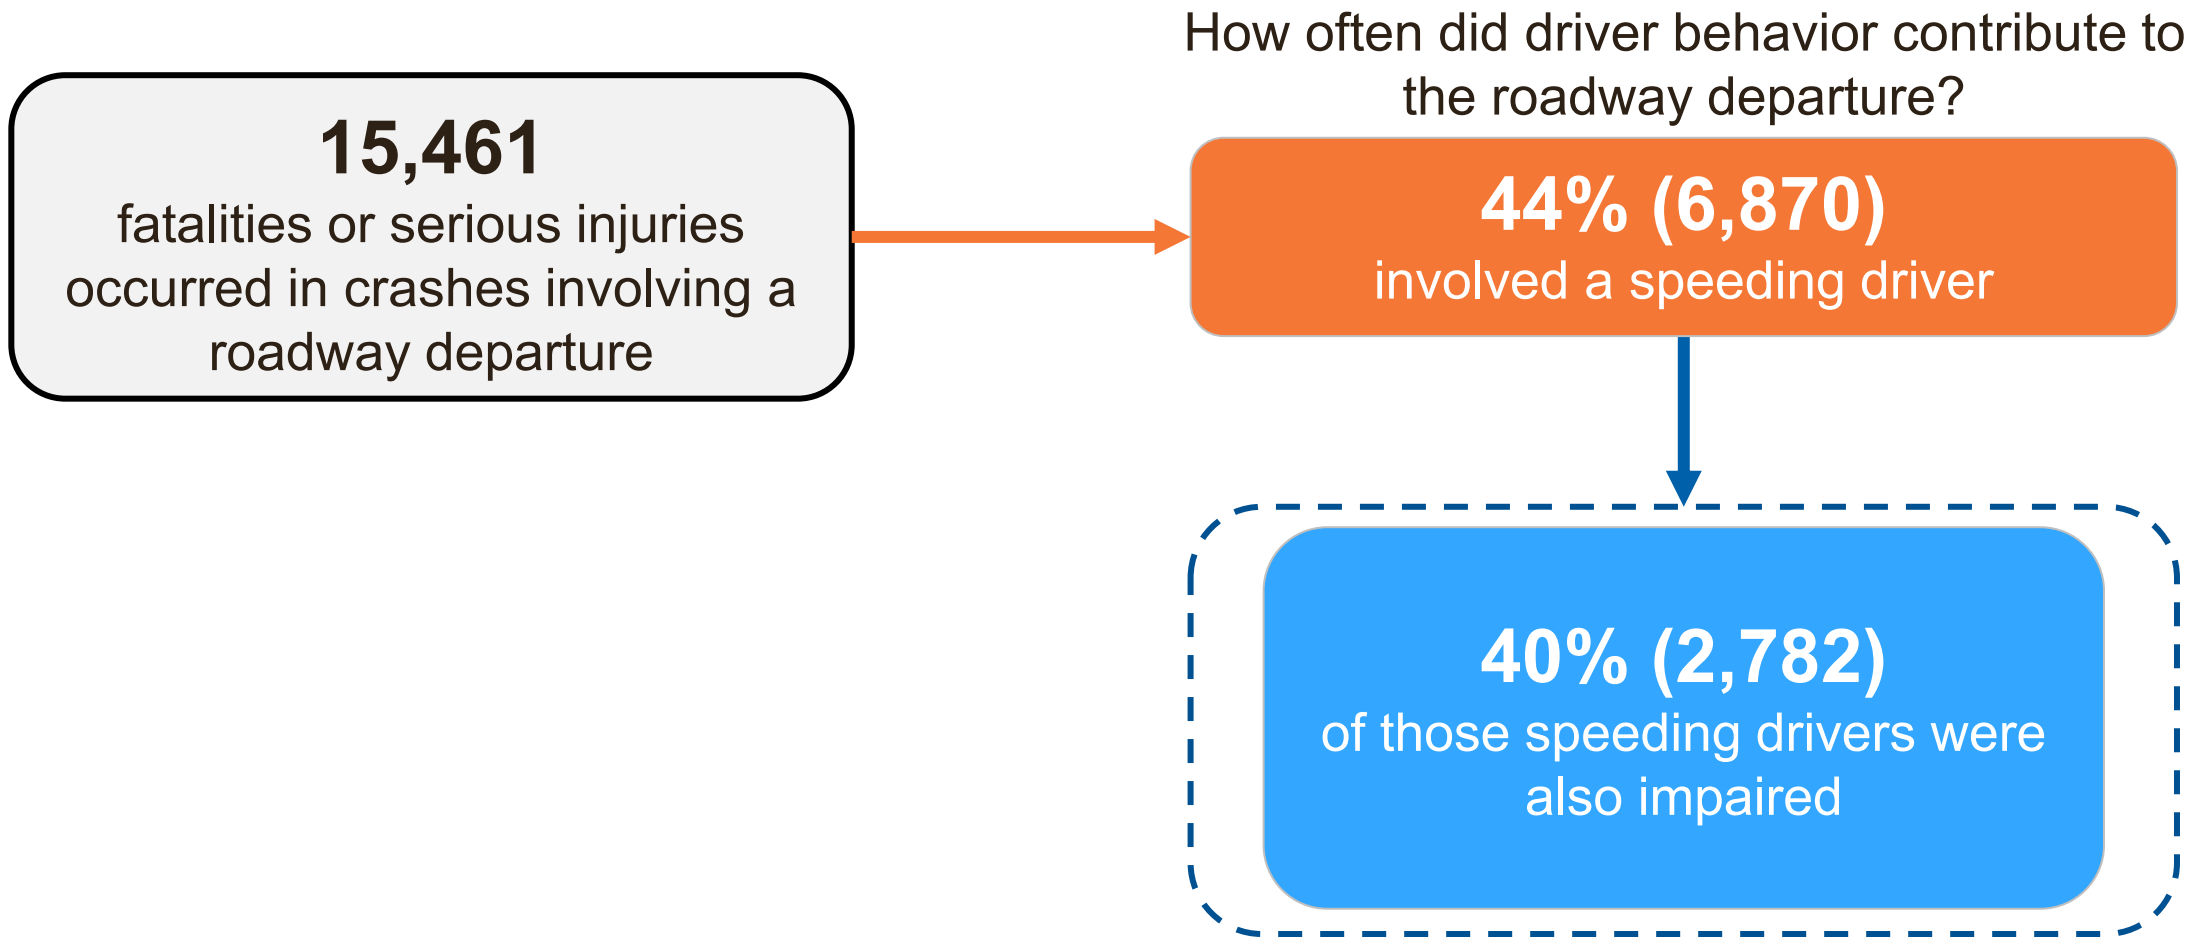 How often did driver behavior contribute to
the roadway departure?
15,461
fatalities or serious injuries
occurred in crashes involving a
roadway departure
44% (6,870)
involved a speeding driver
40% (2,782)
of those speeding drivers were
also impaired